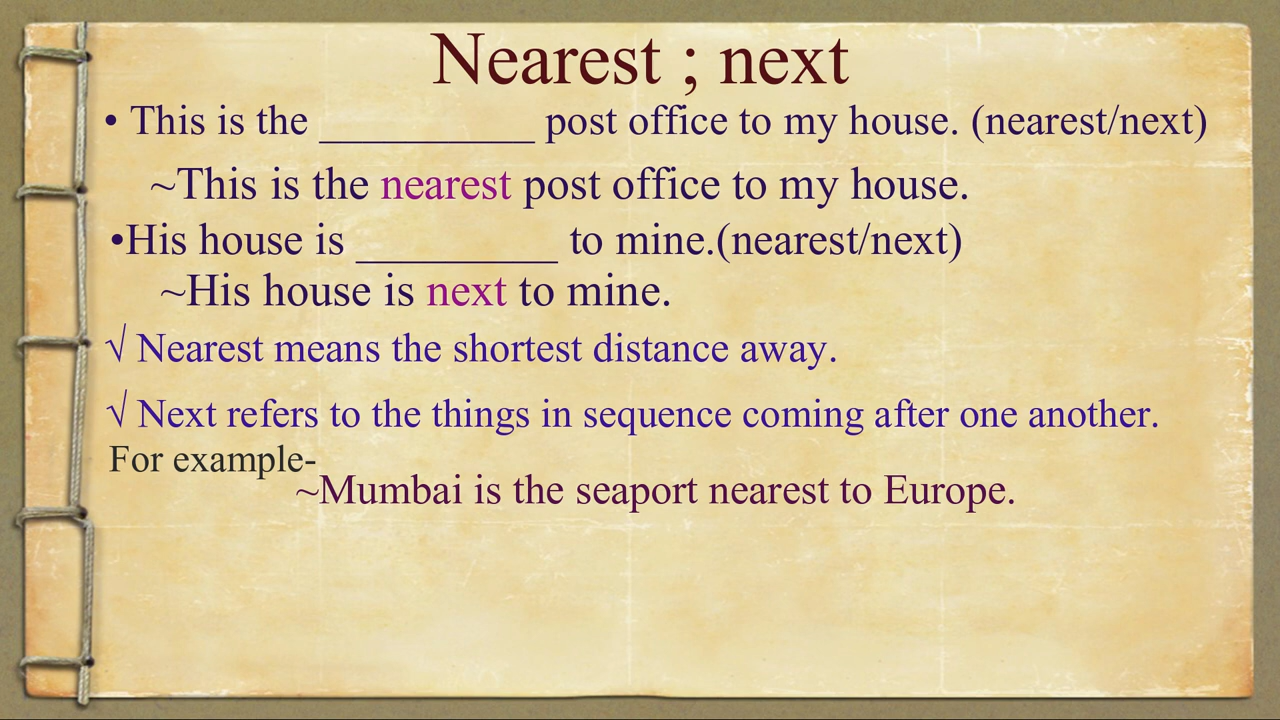 Nearest ; next
• This is the __________ post office to my house. (nearest/next)
~This is the nearest post office to my house.
•His house is _________ to mine.(nearest/next)
~His house is next to mine.
√ Nearest means the shortest distance away.
√ Next refers to the things in sequence coming after one another.
For example-
~Mumbai is the seaport nearest to Europe.